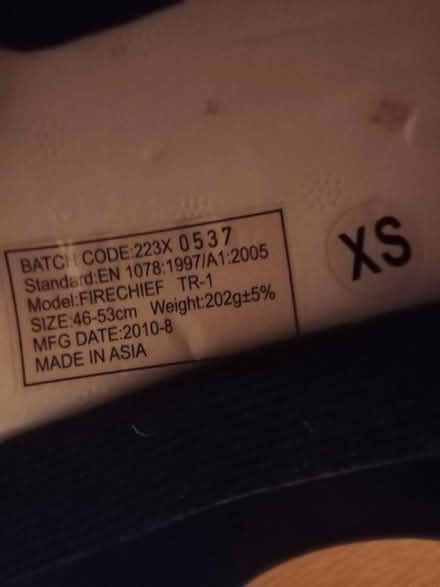 BATCH CODE:223X 0537
Standard:EN 1078:1997/A1:2005
Model:FIRECHIEF TR-1
SIZE:46-53cm Weight:202g±5%
MFG DATE:2010-8
MADE IN ASIA
XS